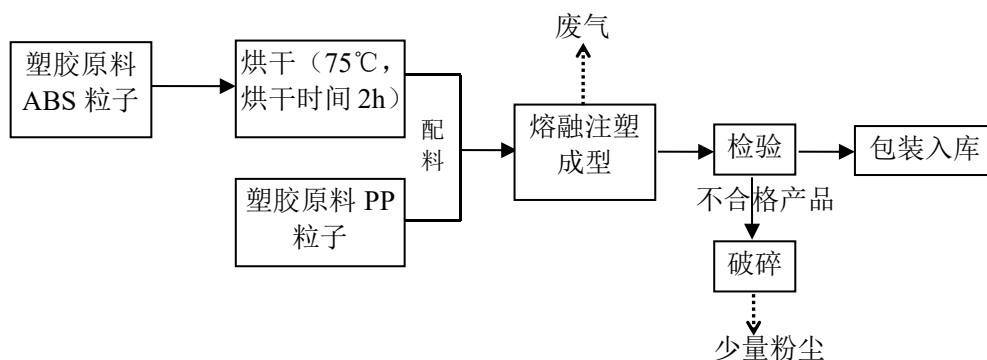 废气
塑胶原料
ABS 粒子
烘干（75℃，
烘干时间 2h）
配
料
熔融注塑
成型
检验
包装入库
塑胶原料 PP
粒子
不合格产品
破碎
少量粉尘